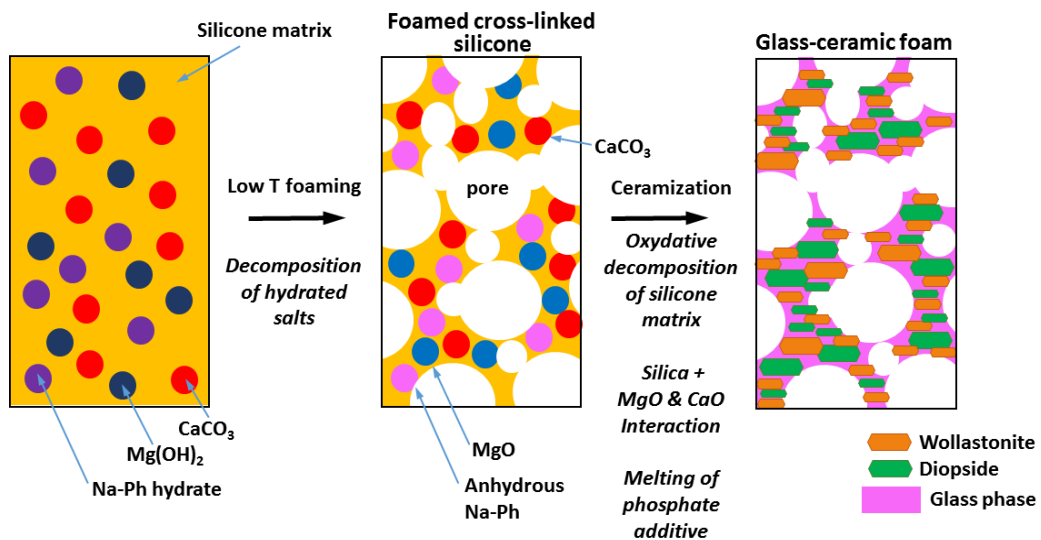 Silicone matrix
CaCO₃
Mg(OH)₂
Na-Ph hydrate
Low T foaming
Decomposition
of hydrated
salts
Foamed cross-linked
silicone
pore
CaCO₃
MgO
Anhydrous
Na-Ph
Ceramization
Oxydative
decomposition
of silicone
matrix
Silica +
MgO & CaO
Interaction
Melting of
phosphate
additive
Glass-ceramic foam
Wollastonite
Diopside
Glass phase